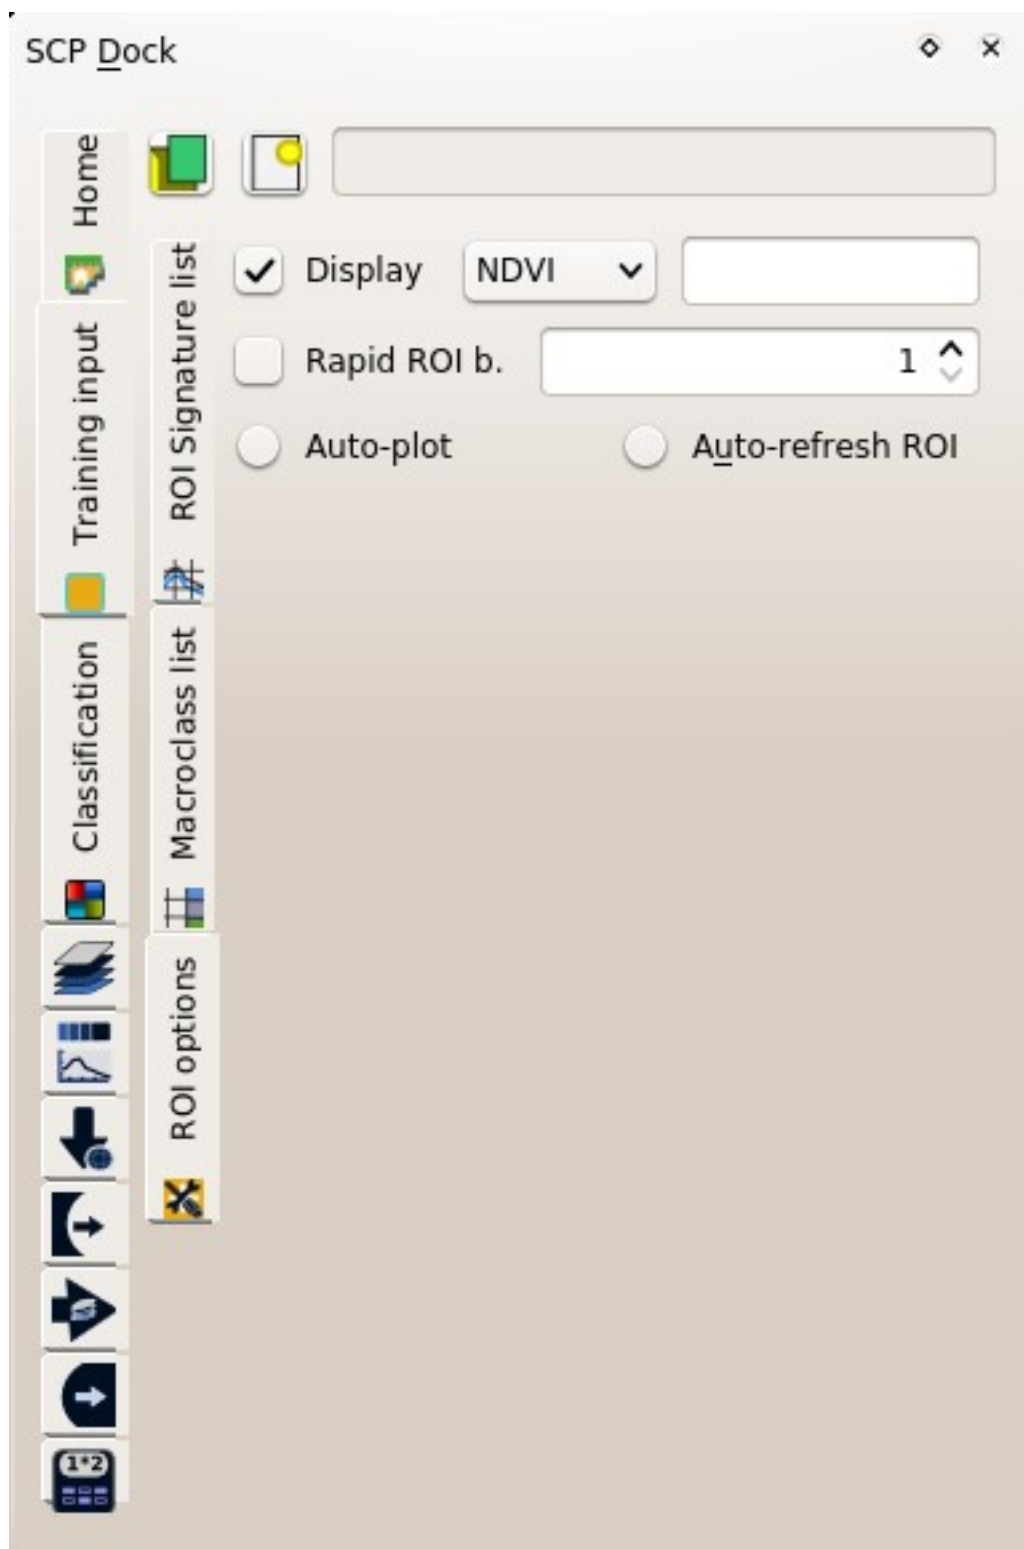 SCP Dock
Home
Training input
Classification
ROI Signature list
Macroclass list
ROI options
Display NDVI
Rapid ROI b. 1
Auto-plot Auto-refresh ROI
1*2